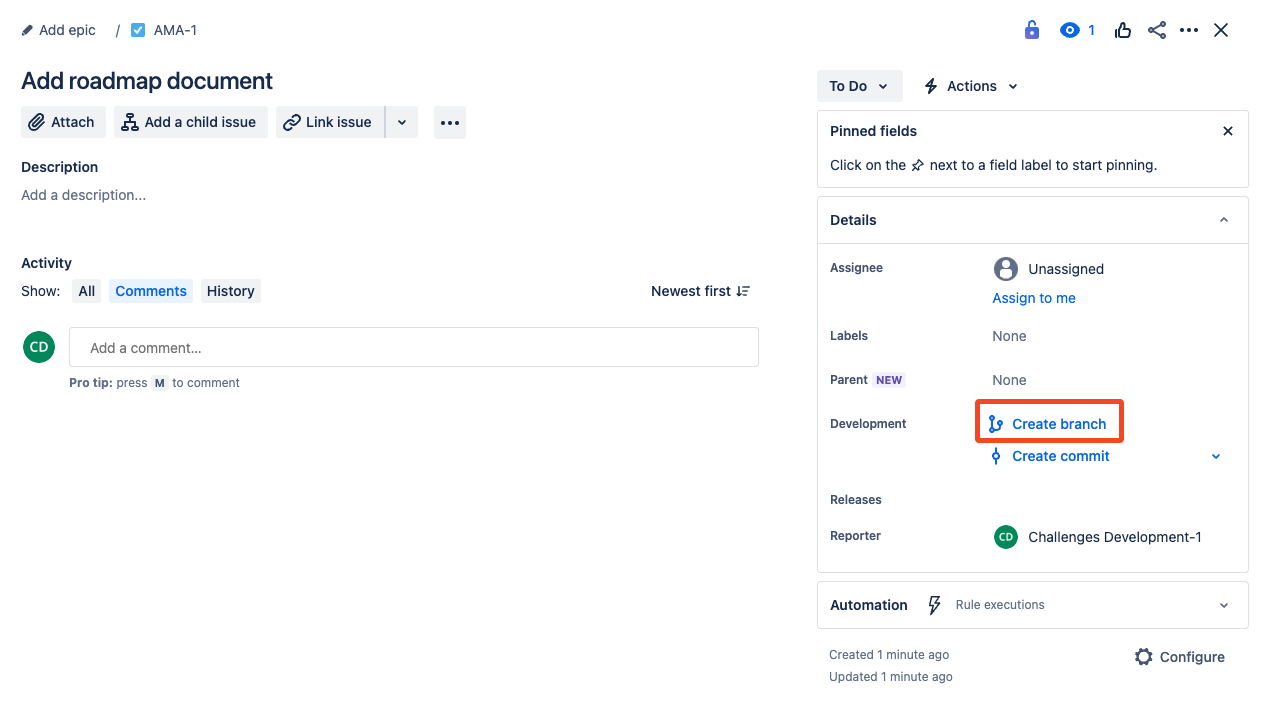 Add epic / AMA-1
1
Add roadmap document
Attach
Add a child issue
Link issue
Description
Add a description...
Activity
Show: All Comments History
Newest first
CD
Add a comment...
Pro tip: press M to comment
To Do
Actions
Pinned fields
Click on the next to a field label to start pinning.
Details
Assignee
Unassigned
Assign to me
Labels
None
Parent NEW
None
Development
Create branch
Create commit
Releases
Reporter
CD Challenges Development-1
Automation Rule executions
Created 1 minute ago
Configure
Updated 1 minute ago